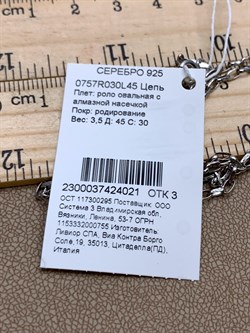 СЕРЕБРО 925
0757R030L45 Цепь
Плет: роло овальная с
алмазной насечкой
Покр: родирование
Вес: 3,5 Д: 45 С: 30
2300037424021 ОТК 3
ОСТ 117300295 Поставщик: ООО
Система 3 Владимирская обл,
Вязники, Ленина, 53-7 ОГРН
1153332000755 Изготовитель:
Ливиор СПА, Виа Контра Борго
Соле,19, 35013, Цитаделла(ПД),
Италия